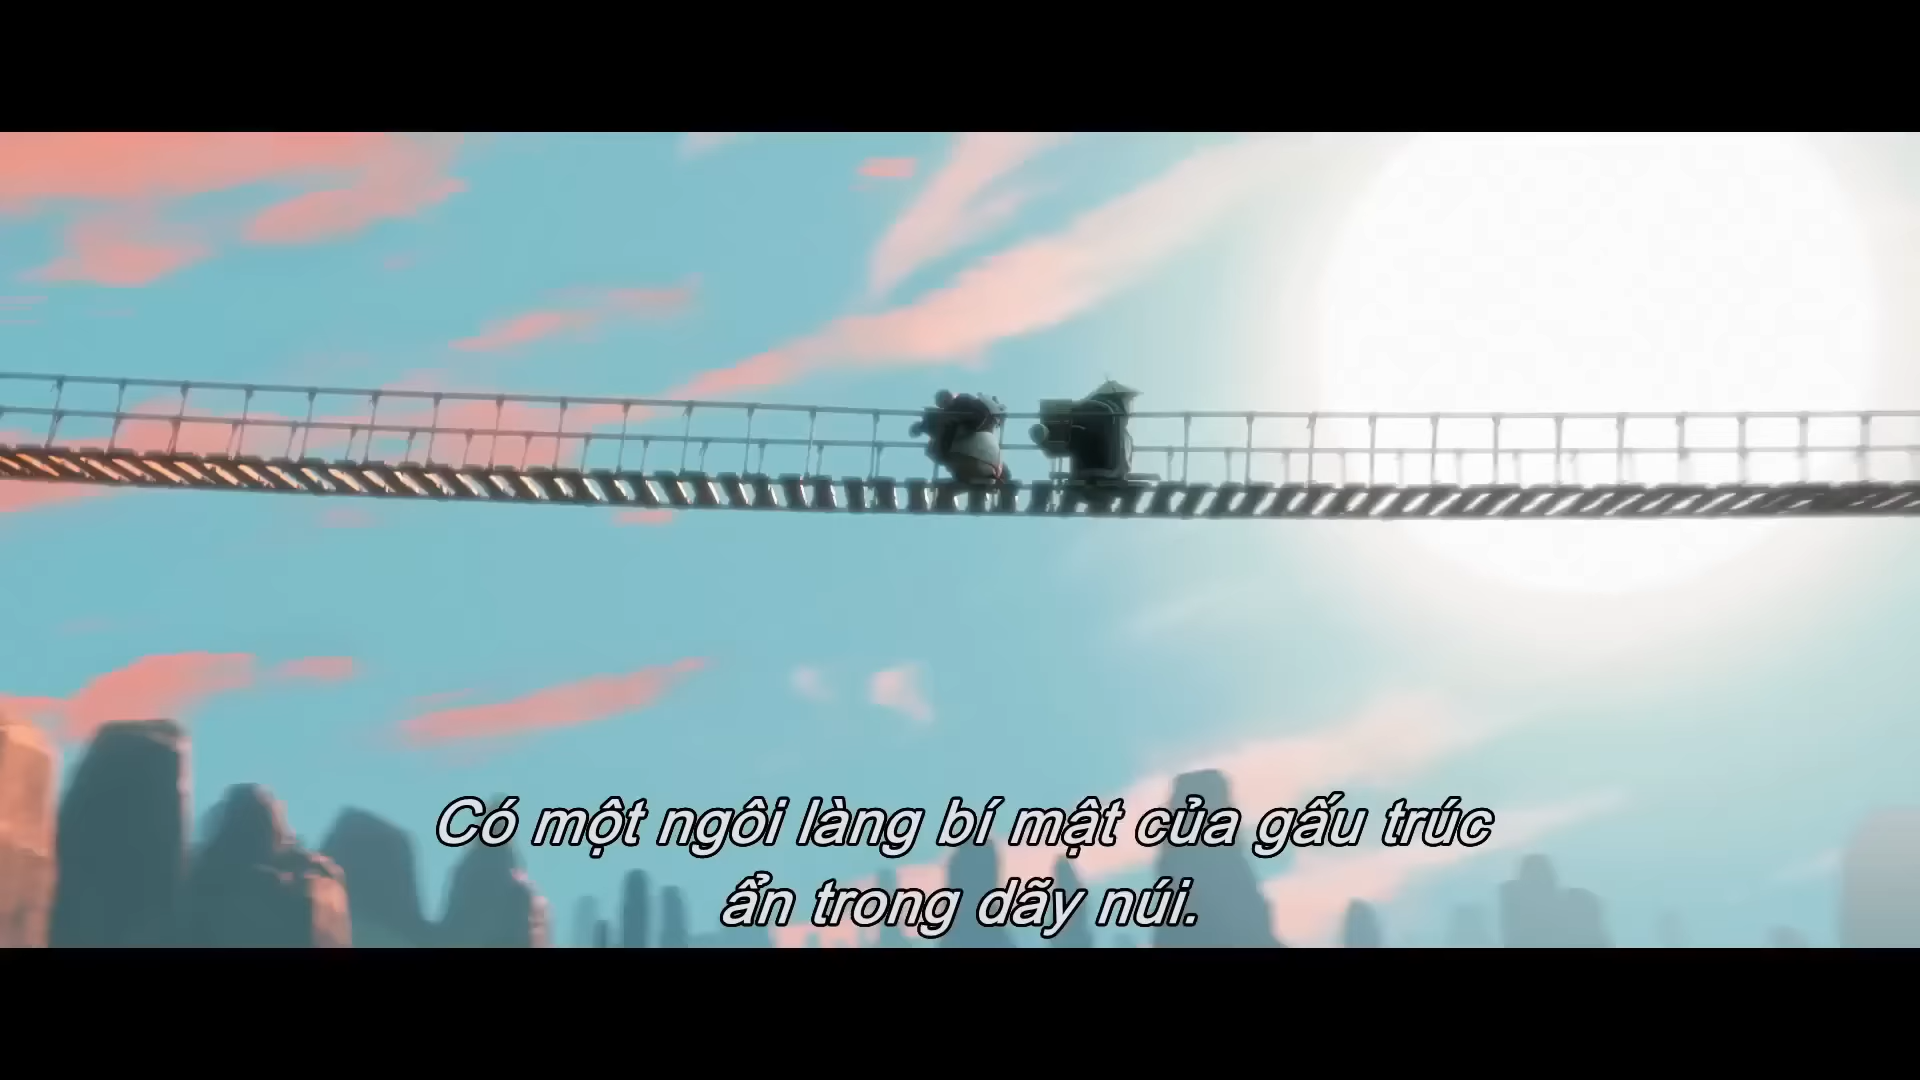 Có một ngôi làng bí mật của gấu trúc
ẩn trong dãy núi.